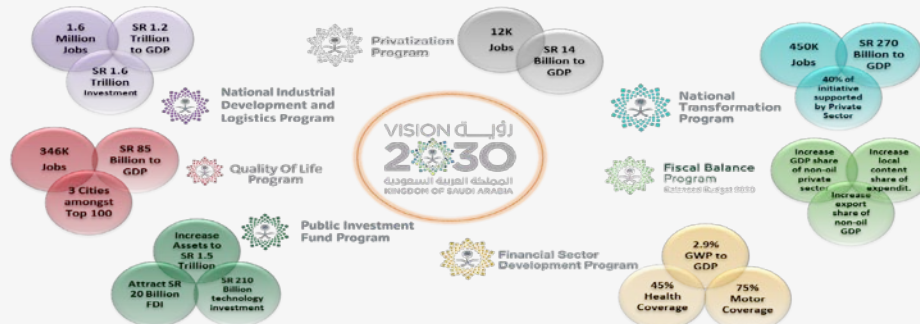 1.6
Million
Jobs
SR 1.2
Trillion
to GDP
SR 1.6
Trillion
Investment
National Industrial
Development and
Logistics Program
Privatization
Program
12K
Jobs
SR 14
Billion to
GDP
450K
Jobs
SR 270
Billion to
GDP
40% of
initiative
supported
by Private
Sector
National
Transformation
Program
VISION رؤيــة
2030
المملكة العربية السعودية
KINGDOM OF SAUDI ARABIA
346K
Jobs
SR 85
Billion to
GDP
3 Cities
amongst
Top 100
Quality Of Life
Program
Fiscal Balance
Program
Balanced Budget 2020
Increase
GDP share
of non-oil
private
sector
Increase
local
content
share of
expendit.
Increase
export
share of
non-oil
GDP
Public Investment
Fund Program
Increase
Assets to
SR 1.5
Trillion
Attract SR
20 Billion
FDI
SR 210
Billion
technology
investment
Financial Sector
Development Program
2.9%
GWP to
GDP
45%
Health
Coverage
75%
Motor
Coverage